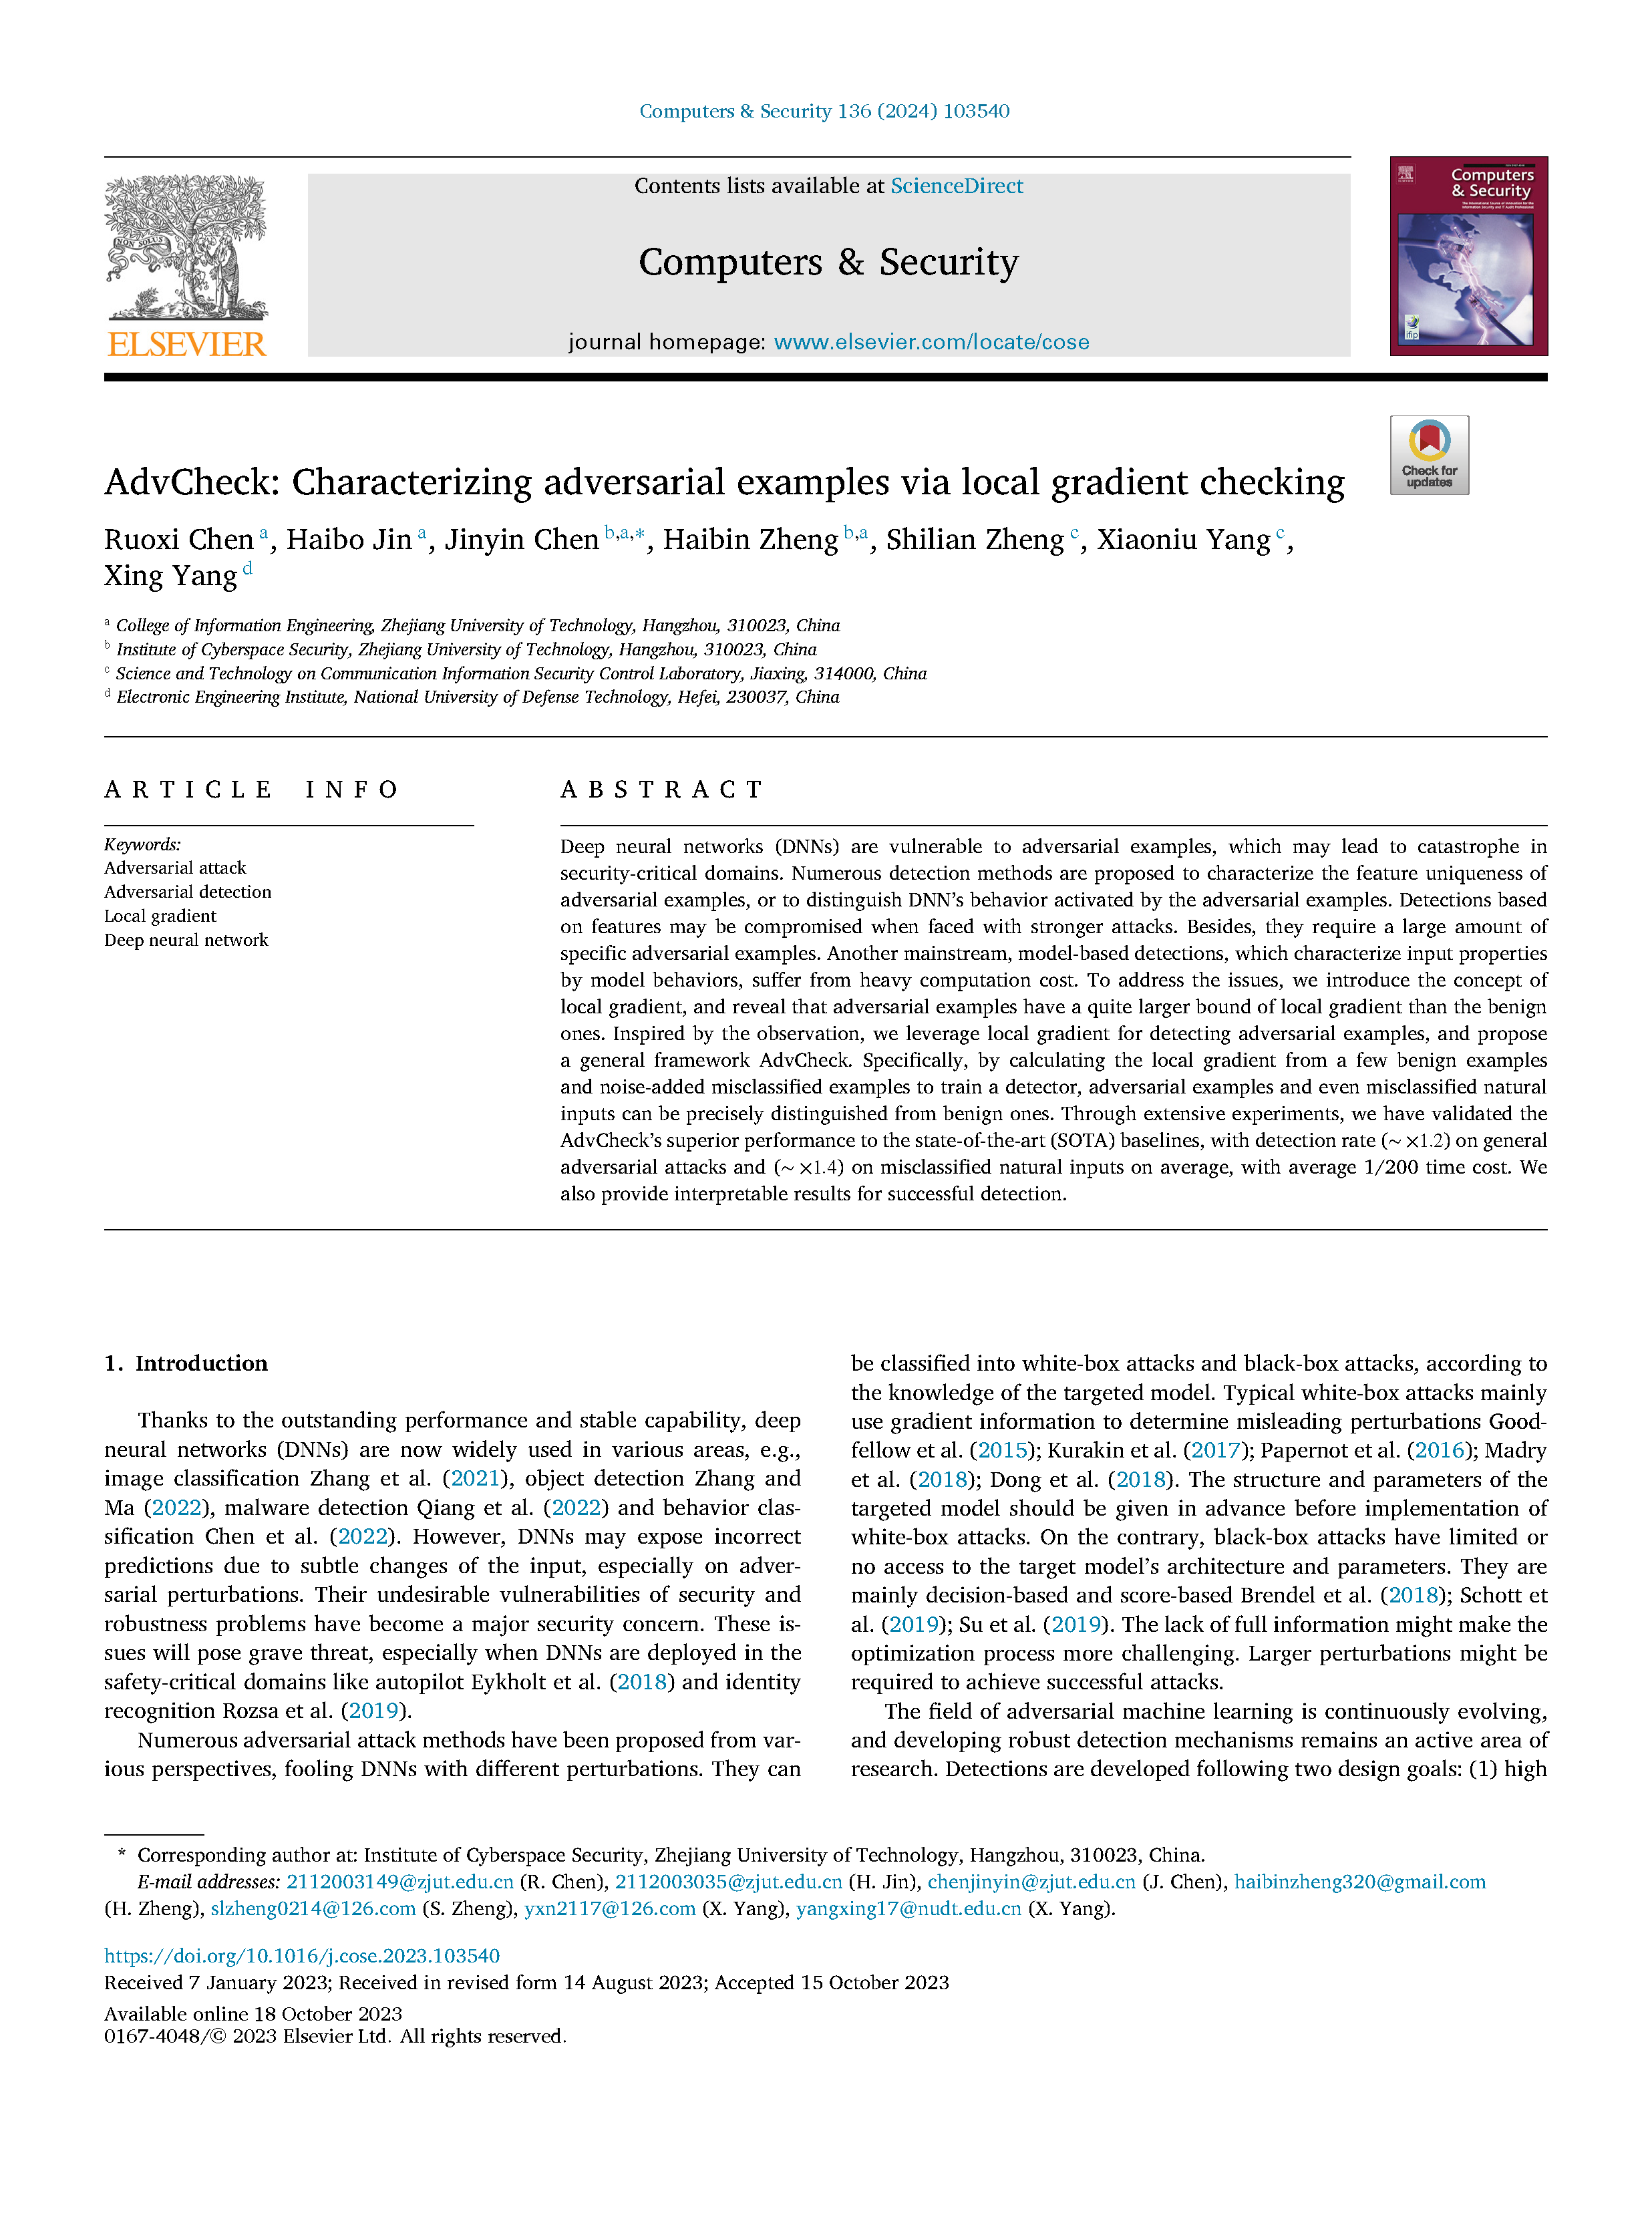 Computers & Security 136 (2024) 103540
Contents lists available at ScienceDirect
Computers & Security
journal homepage: www.elsevier.com/locate/cose
NON SOLUS
ELSEVIER
Computers
& Security
ifip
Check for
updates
AdvCheck: Characterizing adversarial examples via local gradient checking
Ruoxi Chen a, Haibo Jin a, Jinyin Chen b,a,*, Haibin Zheng b,a, Shilian Zheng c, Xiaoniu Yang c,
Xing Yang d
a College of Information Engineering, Zhejiang University of Technology, Hangzhou, 310023, China
b Institute of Cyberspace Security, Zhejiang University of Technology, Hangzhou, 310023, China
c Science and Technology on Communication Information Security Control Laboratory, Jiaxing, 314000, China
d Electronic Engineering Institute, National University of Defense Technology, Hefei, 230037, China
ARTICLE INFO
Keywords:
Adversarial attack
Adversarial detection
Local gradient
Deep neural network
ABSTRACT
Deep neural networks (DNNs) are vulnerable to adversarial examples, which may lead to catastrophe in
security-critical domains. Numerous detection methods are proposed to characterize the feature uniqueness of
adversarial examples, or to distinguish DNN's behavior activated by the adversarial examples. Detections based
on features may be compromised when faced with stronger attacks. Besides, they require a large amount of
specific adversarial examples. Another mainstream, model-based detections, which characterize input properties
by model behaviors, suffer from heavy computation cost. To address the issues, we introduce the concept of
local gradient, and reveal that adversarial examples have a quite larger bound of local gradient than the benign
ones. Inspired by the observation, we leverage local gradient for detecting adversarial examples, and propose
a general framework AdvCheck. Specifically, by calculating the local gradient from a few benign examples
and noise-added misclassified examples to train a detector, adversarial examples and even misclassified natural
inputs can be precisely distinguished from benign ones. Through extensive experiments, we have validated the
AdvCheck's superior performance to the state-of-the-art (SOTA) baselines, with detection rate (∼ ×1.2) on general
adversarial attacks and (∼ ×1.4) on misclassified natural inputs on average, with average 1/200 time cost. We
also provide interpretable results for successful detection.
1. Introduction
Thanks to the outstanding performance and stable capability, deep
neural networks (DNNs) are now widely used in various areas, e.g.,
image classification Zhang et al. (2021), object detection Zhang and
Ma (2022), malware detection Qiang et al. (2022) and behavior clas-
sification Chen et al. (2022). However, DNNs may expose incorrect
predictions due to subtle changes of the input, especially on adver-
sarial perturbations. Their undesirable vulnerabilities of security and
robustness problems have become a major security concern. These is-
sues will pose grave threat, especially when DNNs are deployed in the
safety-critical domains like autopilot Eykholt et al. (2018) and identity
recognition Rozsa et al. (2019).
Numerous adversarial attack methods have been proposed from var-
ious perspectives, fooling DNNs with different perturbations. They can
be classified into white-box attacks and black-box attacks, according to
the knowledge of the targeted model. Typical white-box attacks mainly
use gradient information to determine misleading perturbations Good-
fellow et al. (2015); Kurakin et al. (2017); Papernot et al. (2016); Madry
et al. (2018); Dong et al. (2018). The structure and parameters of the
targeted model should be given in advance before implementation of
white-box attacks. On the contrary, black-box attacks have limited or
no access to the target model's architecture and parameters. They are
mainly decision-based and score-based Brendel et al. (2018); Schott et
al. (2019); Su et al. (2019). The lack of full information might make the
optimization process more challenging. Larger perturbations might be
required to achieve successful attacks.
The field of adversarial machine learning is continuously evolving,
and developing robust detection mechanisms remains an active area of
research. Detections are developed following two design goals: (1) high
* Corresponding author at: Institute of Cyberspace Security, Zhejiang University of Technology, Hangzhou, 310023, China.
E-mail addresses: 2112003149@zjut.edu.cn (R. Chen), 2112003035@zjut.edu.cn (H. Jin), chenjinyin@zjut.edu.cn (J. Chen), haibinzheng320@gmail.com
(H. Zheng), slzheng0214@126.com (S. Zheng), yxn2117@126.com (X. Yang), yangxing17@nudt.edu.cn (X. Yang).
https://doi.org/10.1016/j.cose.2023.103540
Received 7 January 2023; Received in revised form 14 August 2023; Accepted 15 October 2023
Available online 18 October 2023
0167-4048/© 2023 Elsevier Ltd. All rights reserved.